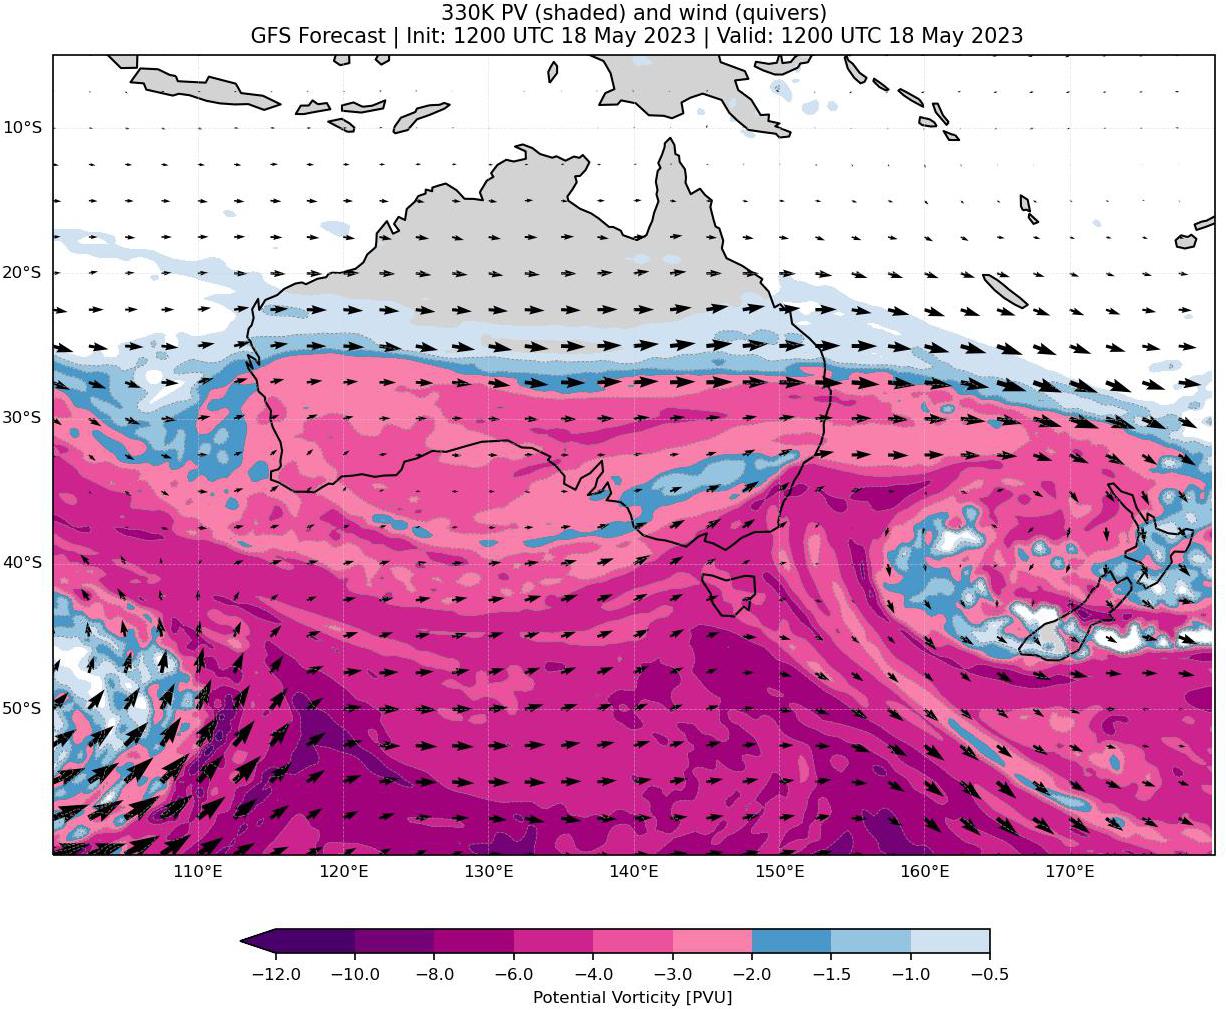 330K PV (shaded) and wind (quivers)
GFS Forecast | Init: 1200 UTC 18 May 2023 | Valid: 1200 UTC 18 May 2023
10°S
20°S
30°S
40°S
50°S
110°E 120°E 130°E 140°E 150°E 160°E 170°E
−12.0 −10.0 −8.0 −6.0 −4.0 −3.0 −2.0 −1.5 −1.0 −0.5
Potential Vorticity [PVU]